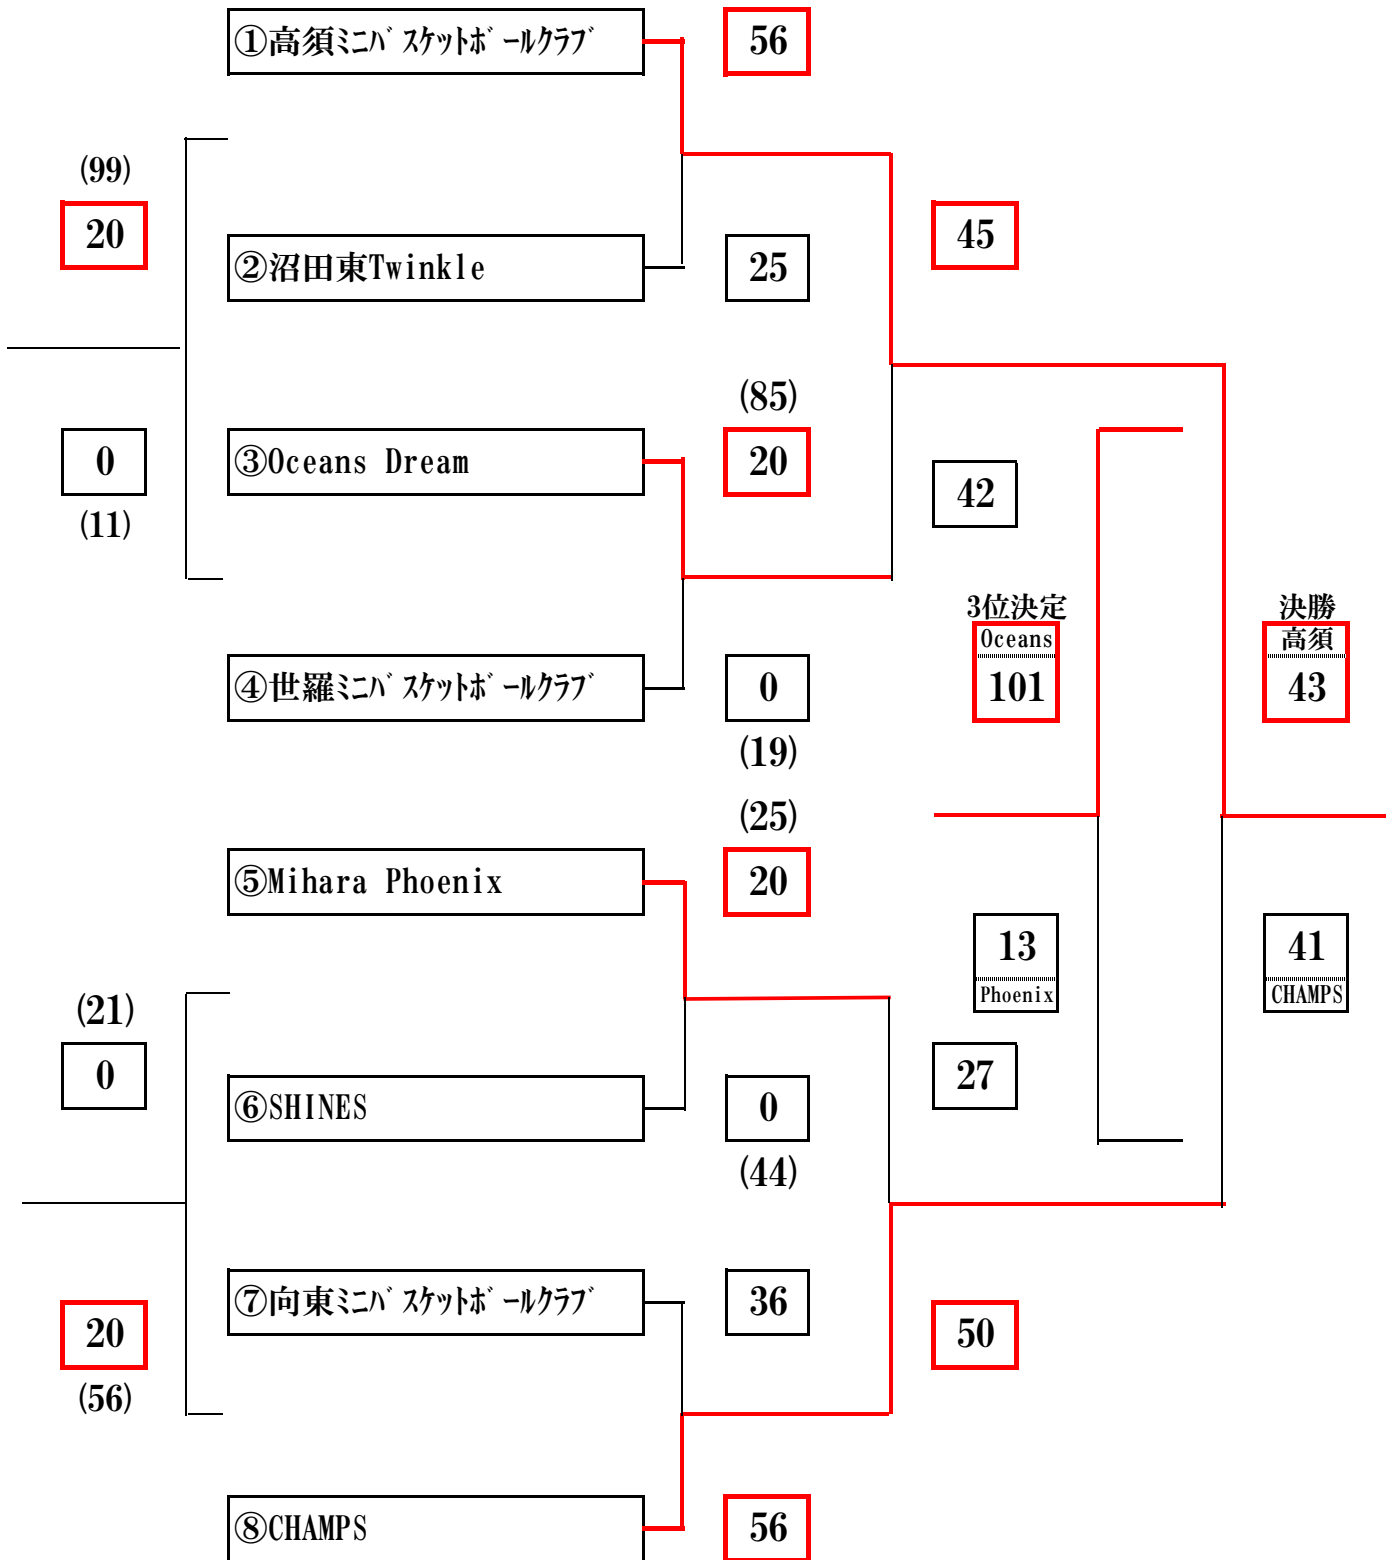 ①高須ﾐﾆﾊﾞｽｹｯﾄﾎﾞｰﾙｸﾗﾌﾞ 56
(99)
20 45
②沼田東Twinkle 25
(85)
0 ③Oceans Dream 20
42
(11)
3位決定 決勝
Oceans 高須
④世羅ﾐﾆﾊﾞｽｹｯﾄﾎﾞｰﾙｸﾗﾌﾞ 0 101 43
(19)
(25)
⑤Mihara Phoenix 20
13 41
Phoenix CHAMPS
(21)
0 27
⑥SHINES 0
(44)
⑦向東ﾐﾆﾊﾞｽｹｯﾄﾎﾞｰﾙｸﾗﾌﾞ 36
20 50
(56)
⑧CHAMPS 56